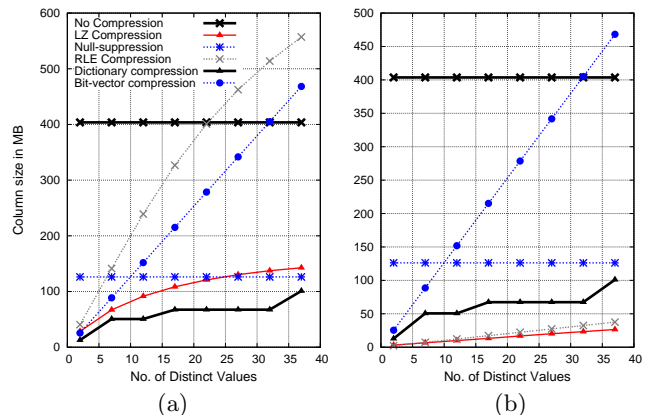 600
500
400
300
200
100
0
Column size in MB
No Compression
LZ Compression
Null-suppression
RLE Compression
Dictionary compression
Bit-vector compression
0 5 10 15 20 25 30 35 40
No. of Distinct Values
(a)
500
450
400
350
300
250
200
150
100
50
0
0 5 10 15 20 25 30 35 40
No. of Distinct Values
(b)